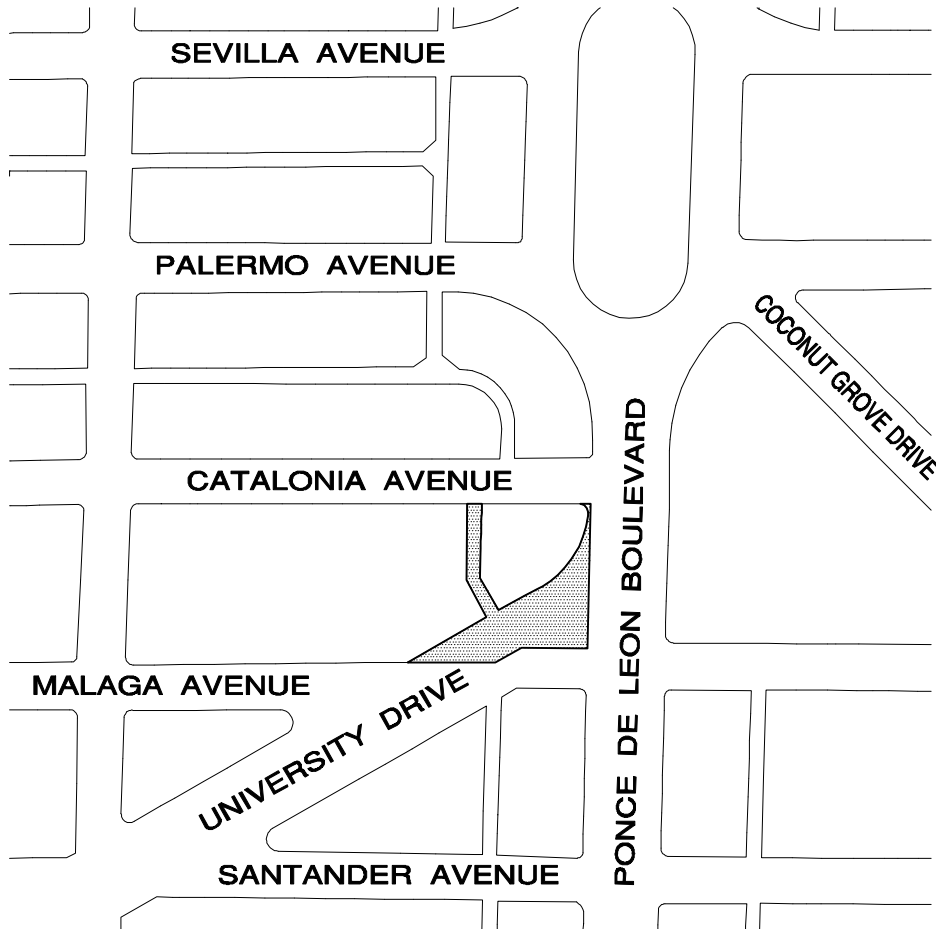 SEVILLA AVENUE
PALERMO AVENUE
COCONUT GROVE DRIVE
CATALONIA AVENUE
PONCE DE LEON BOULEVARD
MALAGA AVENUE
UNIVERSITY DRIVE
SANTANDER AVENUE